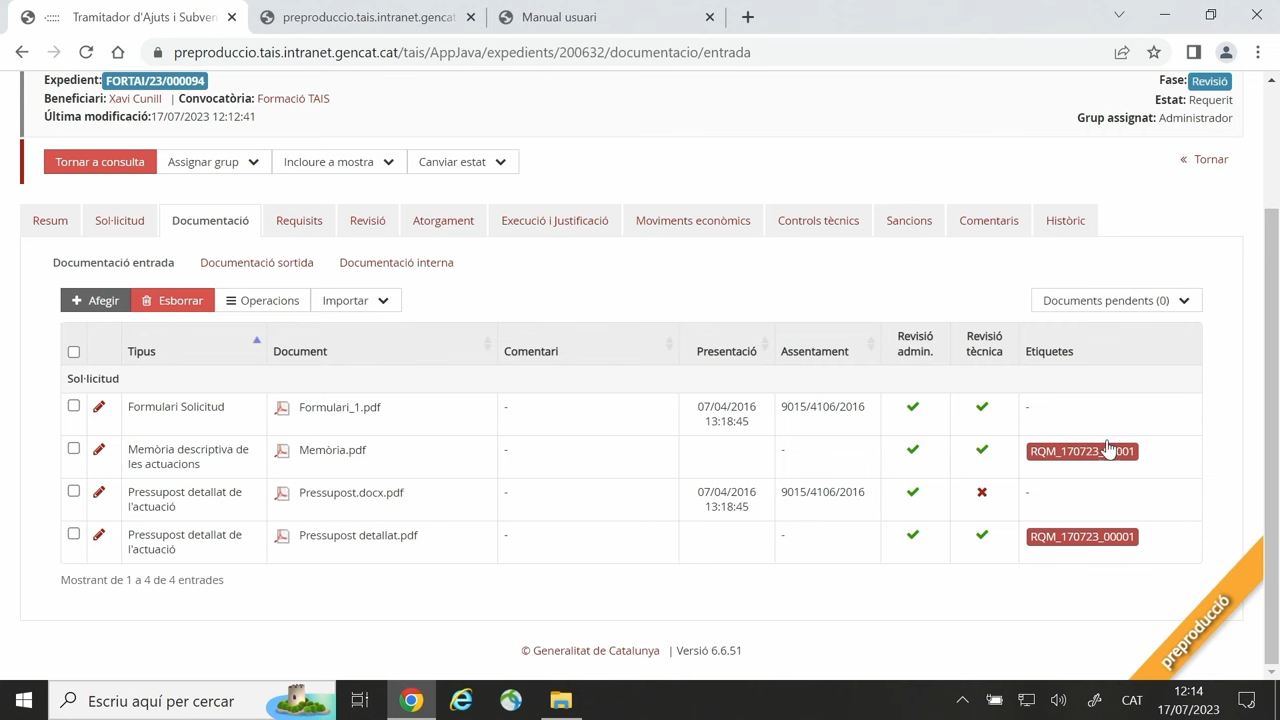 Tramitador d'Ajuts i Subven
preproduccio.tais.intranet.gencat
Manual usuari
preproduccio.tais.intranet.gencat.cat/tais/AppJava/expedients/200632/documentacio/entrada
Expedient: FORTAI/23/000094
Fase: Revisió
Beneficiari: Xavi Cunill | Convocatòria: Formació TAIS
Estat: Requerit
Última modificació:17/07/2023 12:12:41
Grup assignat: Administrador
Tornar a consulta
Assignar grup
Incloure a mostra
Canviar estat
« Tornar
Resum
Sol·licitud
Documentació
Requisits
Revisió
Atorgament
Execució i Justificació
Moviments econòmics
Controls tècnics
Sancions
Comentaris
Històric
Documentació entrada
Documentació sortida
Documentació interna
Afegir
Esborrar
Operacions
Importar
Documents pendents (0)
Tipus
Document
Comentari
Presentació
Assentament
Revisió
admin.
Revisió
tècnica
Etiquetes
Sol·licitud
Formulari Solicitud
Formulari_1.pdf
-
07/04/2016
13:18:45
9015/4106/2016
-
Memòria descriptiva de
les actuacions
Memòria.pdf
-
-
Pressupost detallat de
l'actuació
Pressupost.docx.pdf
-
07/04/2016
13:18:45
9015/4106/2016
-
Pressupost detallat de
l'actuació
Pressupost detallat.pdf
-
-
RQM_170723_00001
Mostrant de 1 a 4 de 4 entrades
preproducció
© Generalitat de Catalunya | Versió 6.6.51
Escriu aquí per cercar
CAT
12:14
17/07/2023